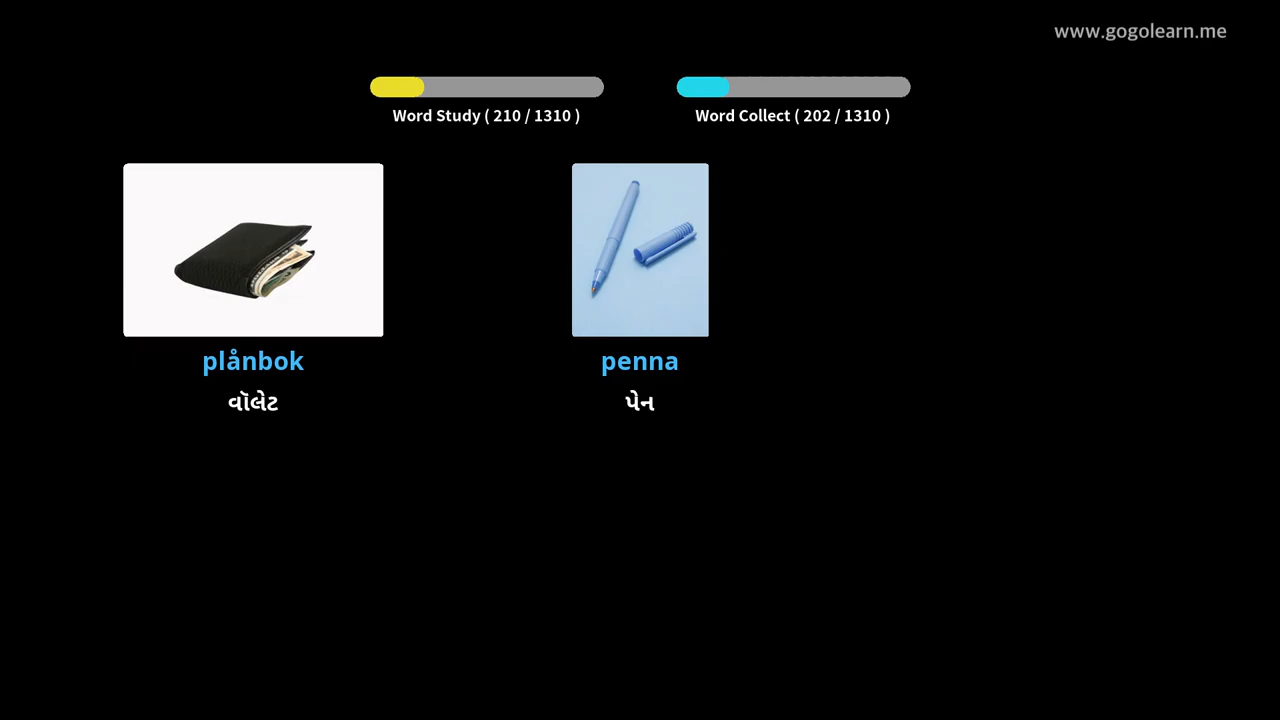 www.gogolearn.me
Word Study ( 210 / 1310 )
Word Collect ( 202 / 1310 )
plånbok
penna
વૉલેટ
પેન